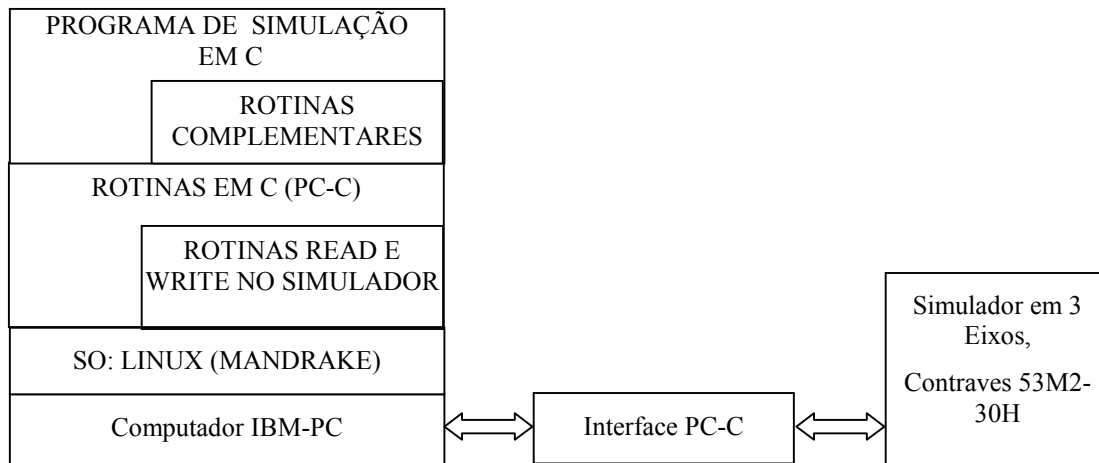 PROGRAMA DE SIMULAÇÃO
EM C
ROTINAS
COMPLEMENTARES
ROTINAS EM C (PC-C)
ROTINAS READ E
WRITE NO SIMULADOR
SO: LINUX (MANDRAKE)
Computador IBM-PC
Interface PC-C
Simulador em 3
Eixos,
Contraves 53M2-
30H